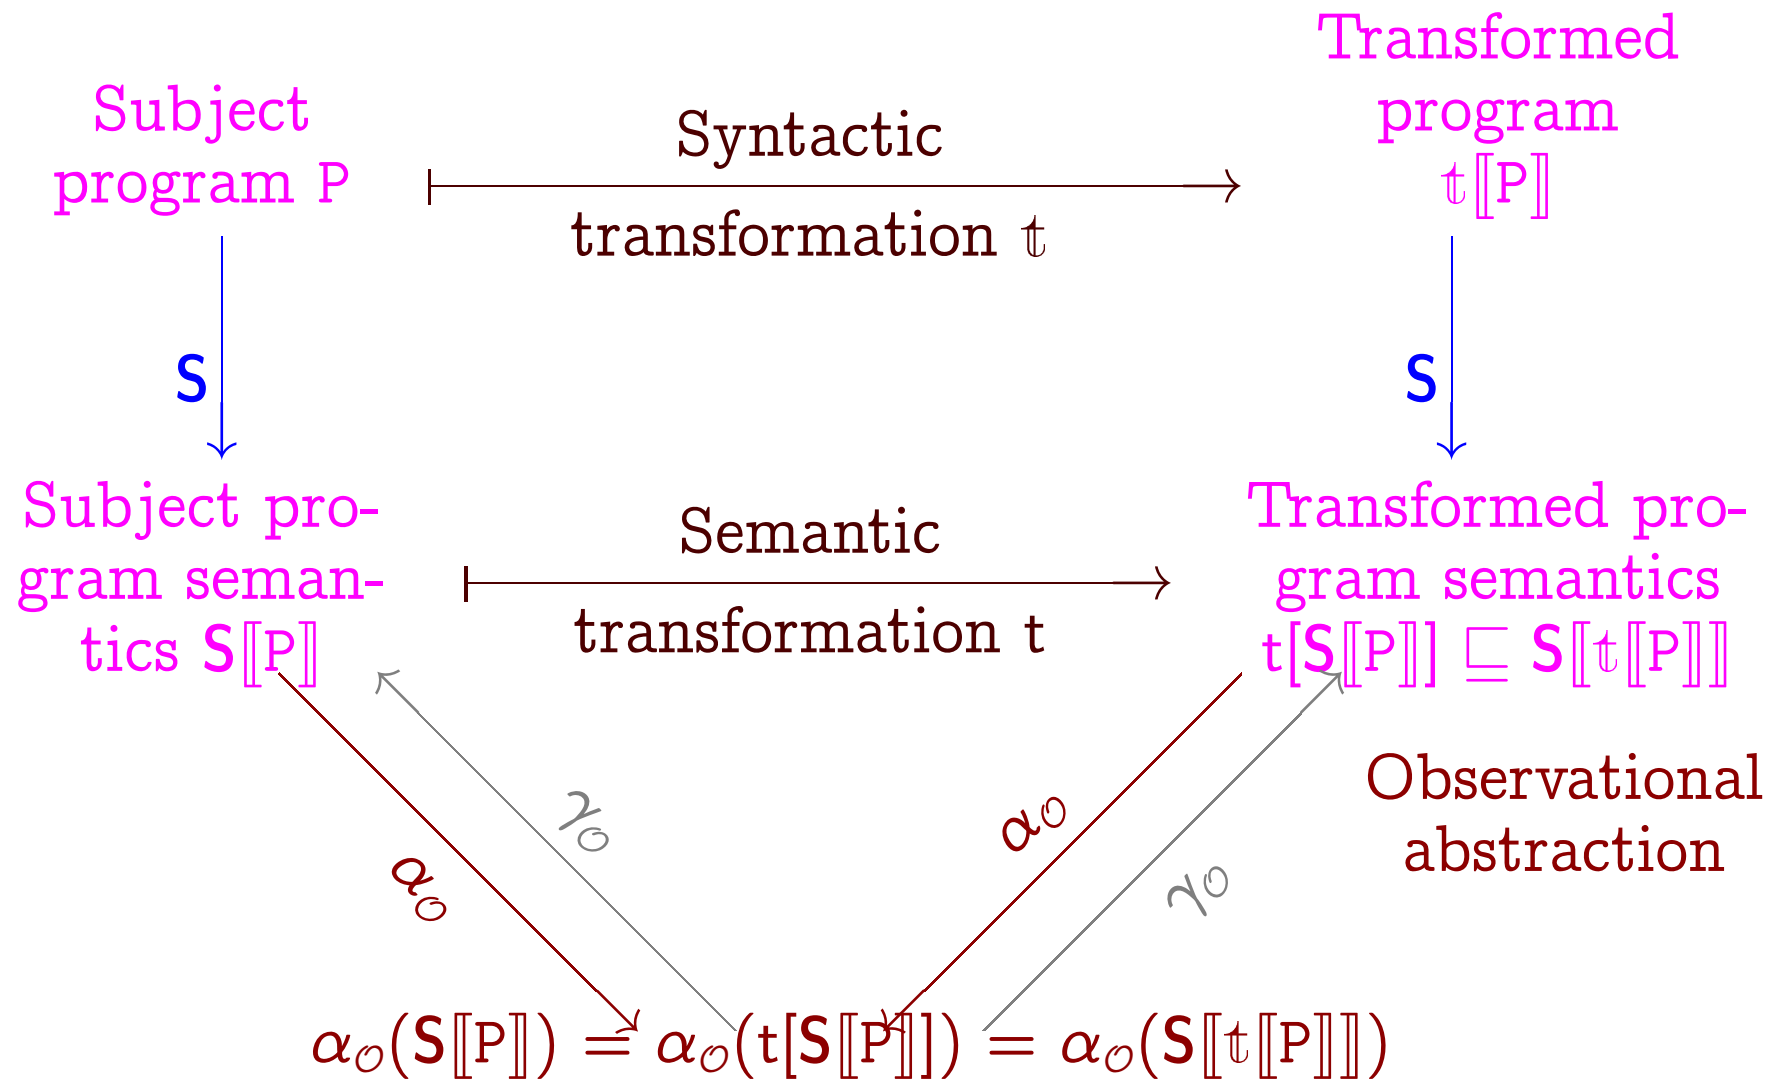 Subject
program P
Syntactic
transformation 𝕥
Transformed
program
𝕥⟦P⟧
S
S
Subject pro-
gram seman-
tics S⟦P⟧
Semantic
transformation t
Transformed pro-
gram semantics
t[S⟦P⟧] ⊑ S⟦𝕥⟦P⟧⟧
α𝒪
γ𝒪
α𝒪
γ𝒪
Observational
abstraction
α𝒪(S⟦P⟧) = α𝒪(t[S⟦P⟧]) = α𝒪(S⟦𝕥⟦P⟧⟧)